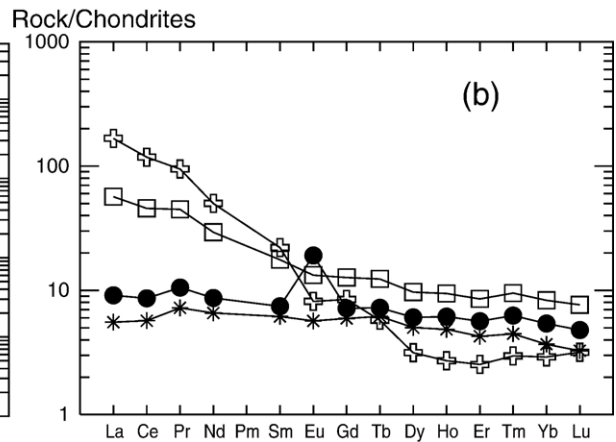 Rock/Chondrites
1000
(b)
100
10
1
La Ce Pr Nd Pm Sm Eu Gd Tb Dy Ho Er Tm Yb Lu